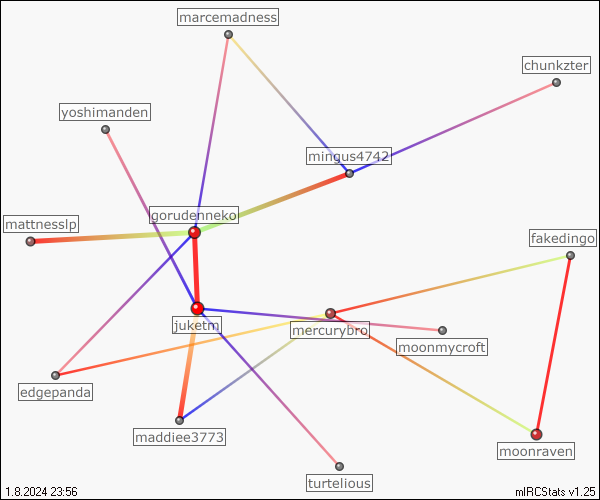 marcemadness
chunkzter
yoshimanden
mingus4742
gorudenneko
mattnesslp
fakedingo
juketm
mercurybro
moonmycroft
edgepanda
maddiee3773
moonraven
turtelious
1.8.2024 23:56
mIRCStats v1.25